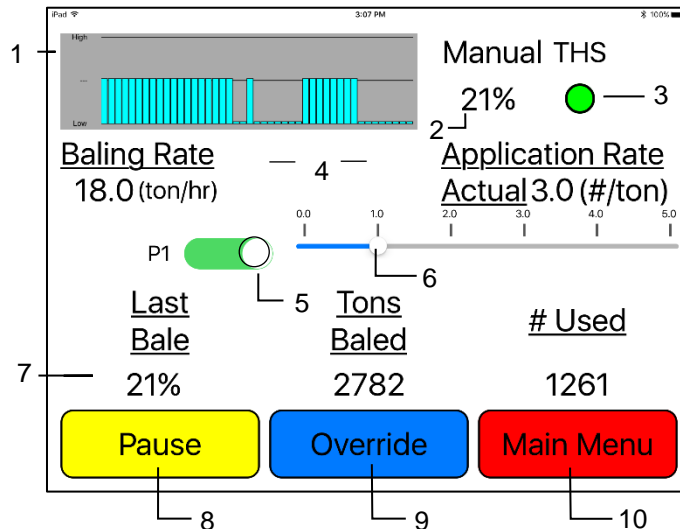 iPad 3:07 PM 100%
1
High
---
Low
Manual THS
21%
2
3
Baling Rate
18.0 (ton/hr)
4
Application Rate
Actual 3.0 (#/ton)
0.0 1.0 2.0 3.0 4.0 5.0
P1
5
6
Last
Bale
Tons
Baled
# Used
7
21% 2782 1261
Pause Override Main Menu
8 9 10